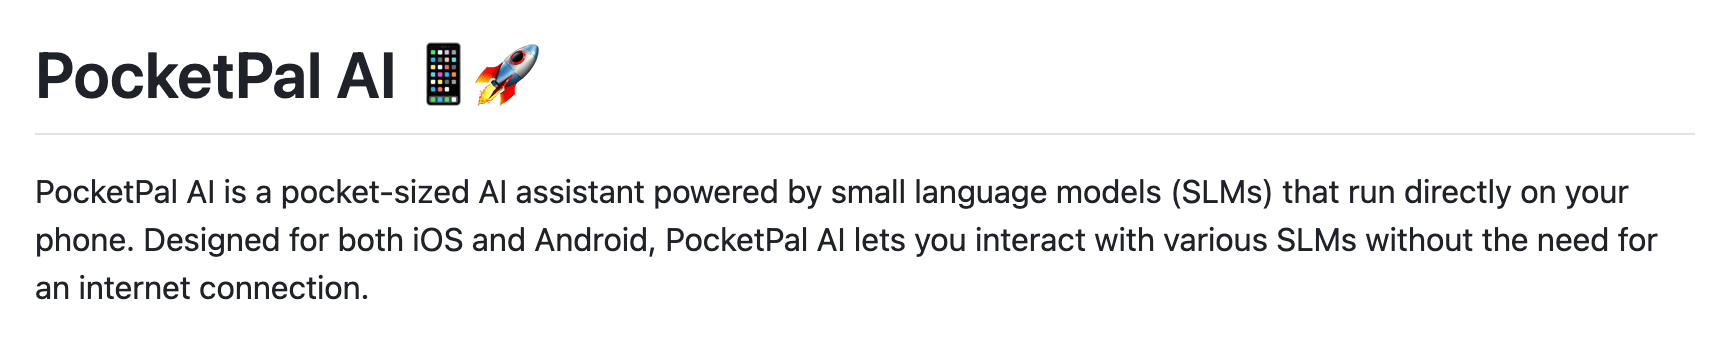 PocketPal AI 📱🚀
PocketPal AI is a pocket-sized AI assistant powered by small language models (SLMs) that run directly on your
phone. Designed for both iOS and Android, PocketPal AI lets you interact with various SLMs without the need for
an internet connection.